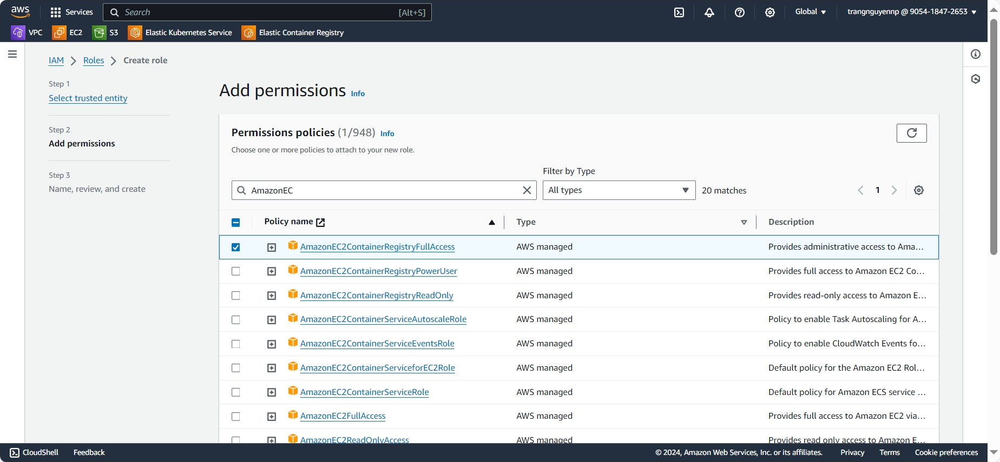 aws
Services
Search
[Alt+S]
Global
trangnguyennp @ 9054-1847-2653
VPC
EC2
S3
Elastic Kubernetes Service
Elastic Container Registry
IAM > Roles > Create role
Step 1
Select trusted entity
Step 2
Add permissions
Step 3
Name, review, and create
Add permissions Info
Permissions policies (1/948) Info
Choose one or more policies to attach to your new role.
Filter by Type
AmazonEC
All types
20 matches
1
Policy name
Type
Description
AmazonEC2ContainerRegistryFullAccess AWS managed Provides administrative access to Ama...
AmazonEC2ContainerRegistryPowerUser AWS managed Provides full access to Amazon EC2 Co...
AmazonEC2ContainerRegistryReadOnly AWS managed Provides read-only access to Amazon E...
AmazonEC2ContainerServiceAutoscaleRole AWS managed Policy to enable Task Autoscaling for A...
AmazonEC2ContainerServiceEventsRole AWS managed Policy to enable CloudWatch Events fo...
AmazonEC2ContainerServiceforEC2Role AWS managed Default policy for the Amazon EC2 Rol...
AmazonEC2ContainerServiceRole AWS managed Default policy for Amazon ECS service ...
AmazonEC2FullAccess AWS managed Provides full access to Amazon EC2 via...
AmazonEC2ReadOnlyAccess AWS managed Provides read only access to Amazon E...
CloudShell
Feedback
© 2024, Amazon Web Services, Inc. or its affiliates.
Privacy
Terms
Cookie preferences